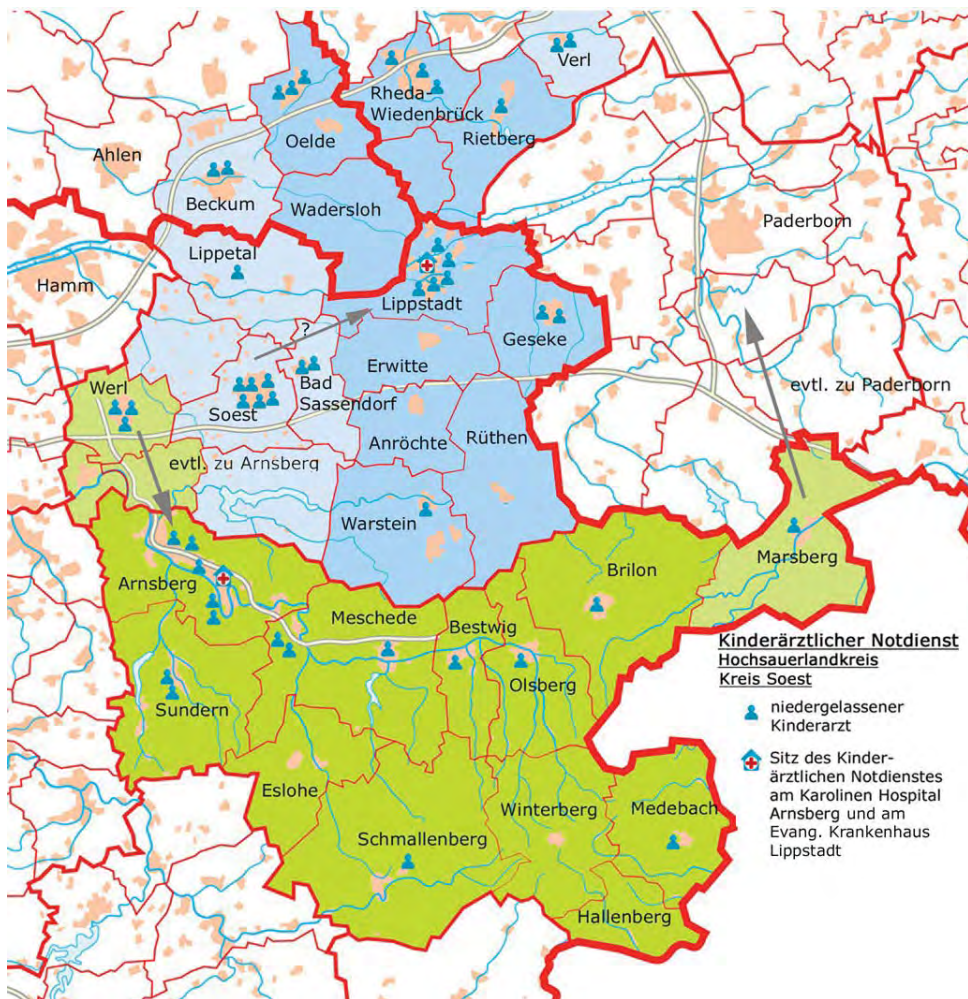 Verl
Rheda-
Wiedenbrück
Rietberg
Oelde
Ahlen
Beckum
Wadersloh
Paderborn
Lippetal
Hamm
Lippstadt
?
Geseke
Erwitte
Werl
Bad
Sassendorf
Soest
evtl. zu Paderborn
Anröchte
Rüthen
evtl. zu Arnsberg
Warstein
Marsberg
Arnsberg
Brilon
Meschede
Bestwig
Olsberg
Sundern
Eslohe
Winterberg
Medebach
Schmallenberg
Hallenberg
Kinderärztlicher Notdienst
Hochsauerlandkreis
Kreis Soest
niedergelassener
Kinderarzt
Sitz des Kinder-
ärztlichen Notdienstes
am Karolinen Hospital
Arnsberg und am
Evang. Krankenhaus
Lippstadt